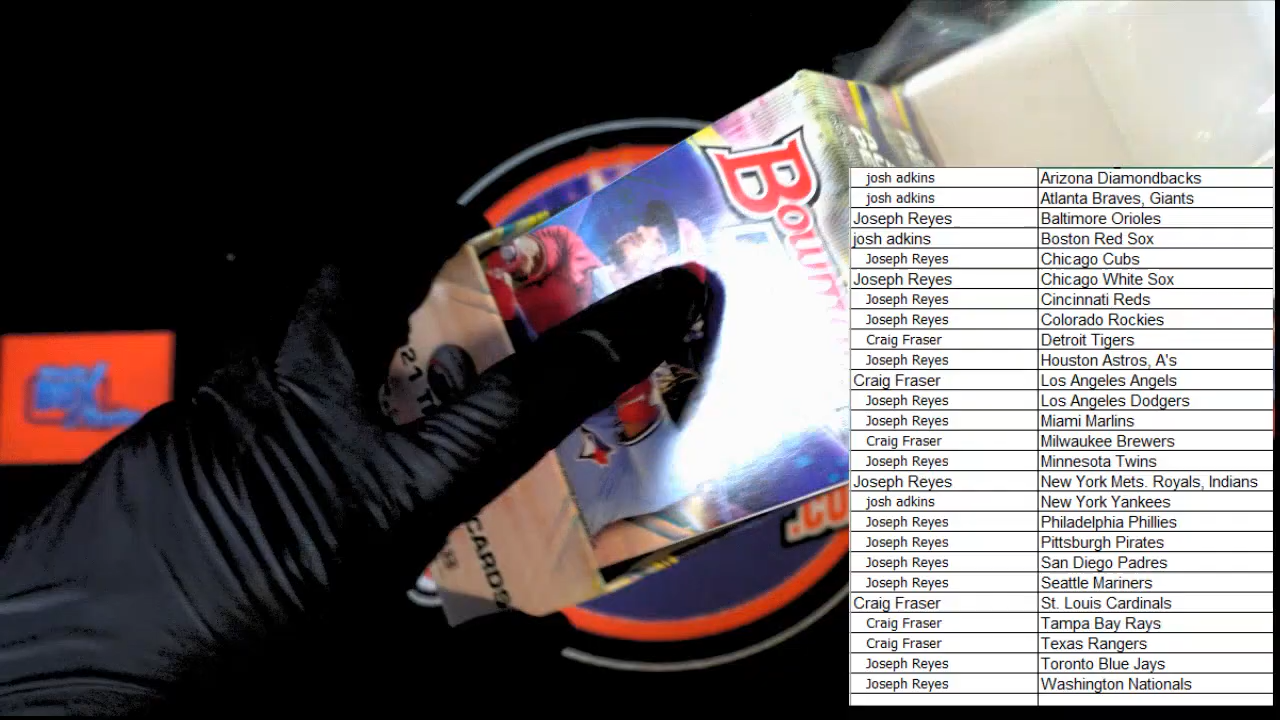 BOWMAN
CARDS
.CO
josh adkins Arizona Diamondbacks
josh adkins Atlanta Braves, Giants
Joseph Reyes Baltimore Orioles
josh adkins Boston Red Sox
Joseph Reyes Chicago Cubs
Joseph Reyes Chicago White Sox
Joseph Reyes Cincinnati Reds
Joseph Reyes Colorado Rockies
Craig Fraser Detroit Tigers
Joseph Reyes Houston Astros, A's
Craig Fraser Los Angeles Angels
Joseph Reyes Los Angeles Dodgers
Joseph Reyes Miami Marlins
Craig Fraser Milwaukee Brewers
Joseph Reyes Minnesota Twins
Joseph Reyes New York Mets. Royals, Indians
josh adkins New York Yankees
Joseph Reyes Philadelphia Phillies
Joseph Reyes Pittsburgh Pirates
Joseph Reyes San Diego Padres
Joseph Reyes Seattle Mariners
Craig Fraser St. Louis Cardinals
Craig Fraser Tampa Bay Rays
Craig Fraser Texas Rangers
Joseph Reyes Toronto Blue Jays
Joseph Reyes Washington Nationals